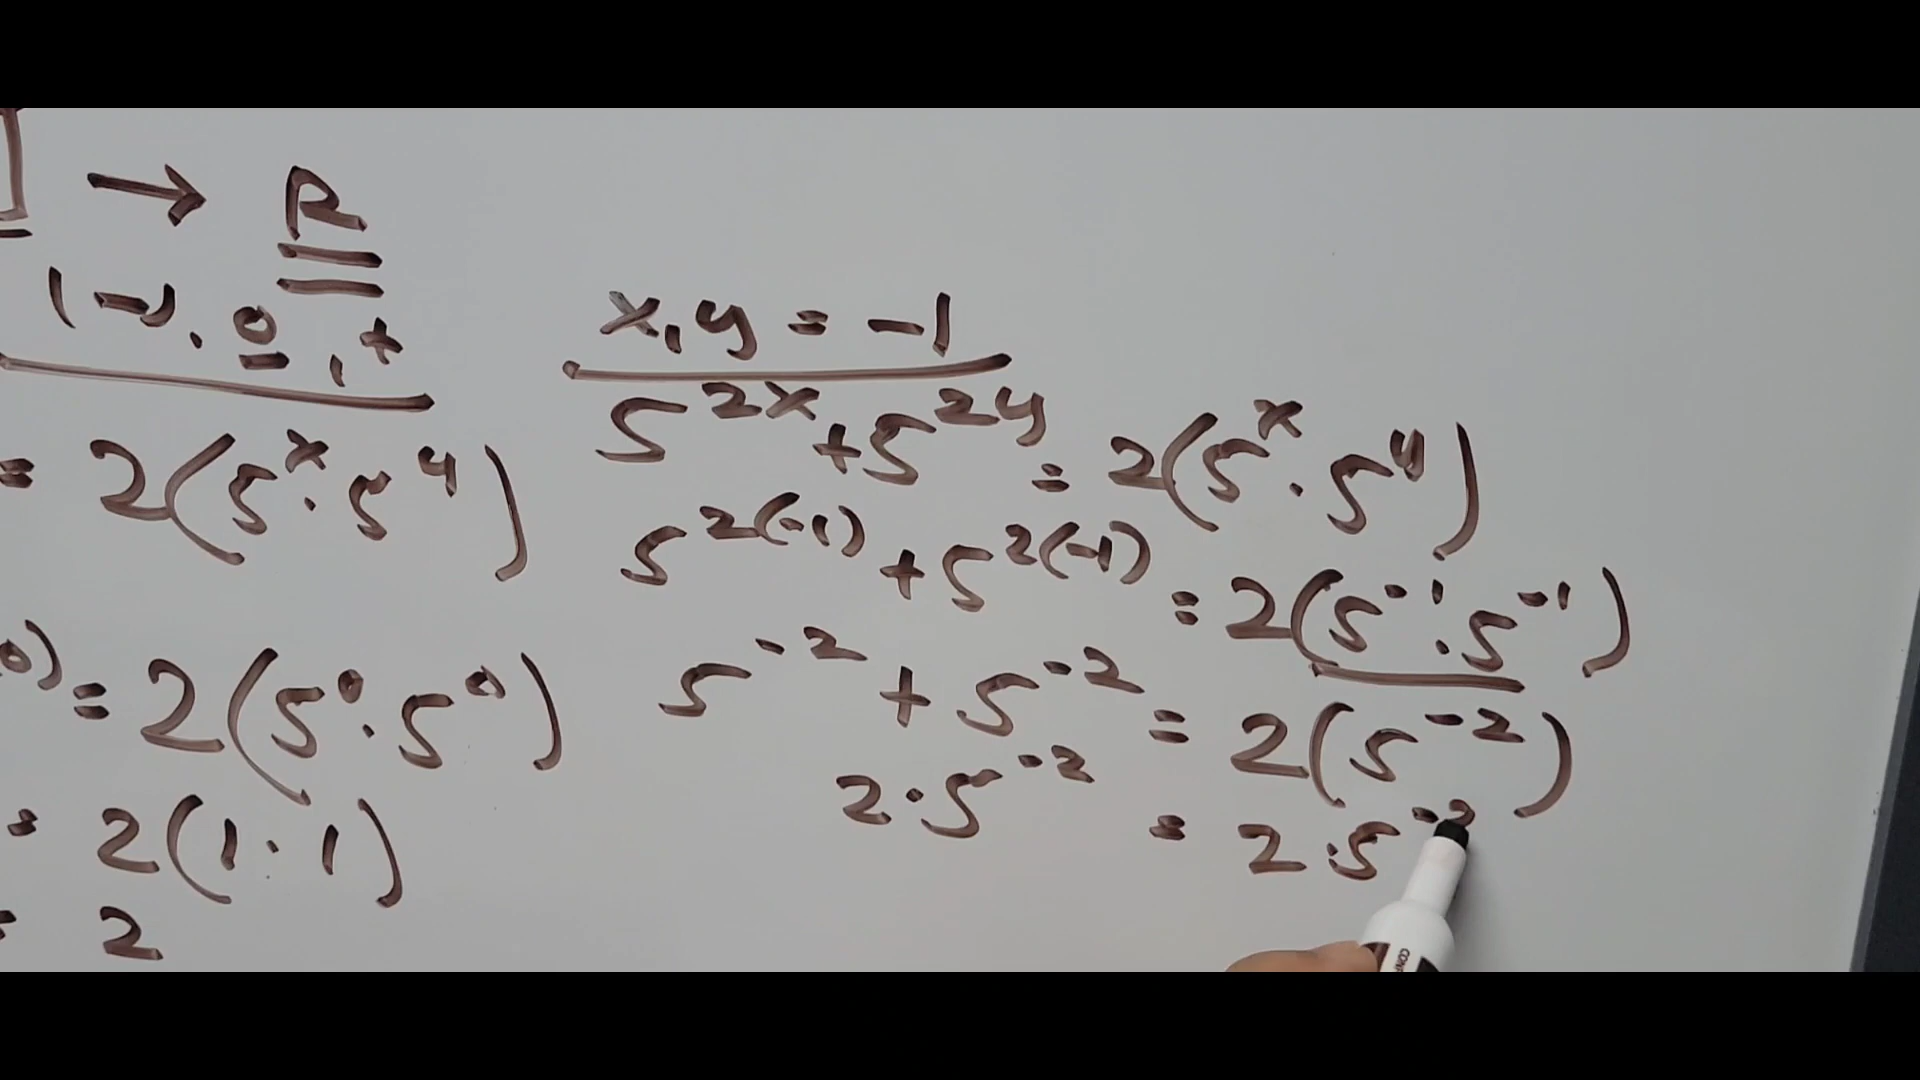 → R
(-), 0, +
= 2(5^x · 5^y)
0) = 2(5^0 · 5^0)
= 2(1 · 1)
= 2
x, y = -1
5^2x + 5^2y = 2(5^x · 5^y)
5^2(-1) + 5^2(-1) = 2(5^-1 · 5^-1)
5^-2 + 5^-2 = 2(5^-2)
2 · 5^-2 = 2 · 5^-2